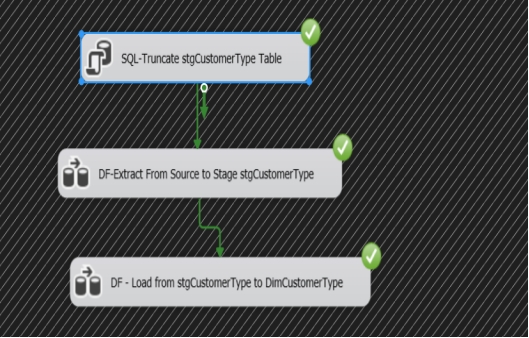 SQL-Truncate stgCustomerType Table
DF-Extract From Source to Stage stgCustomerType
DF - Load from stgCustomerType to DimCustomerType